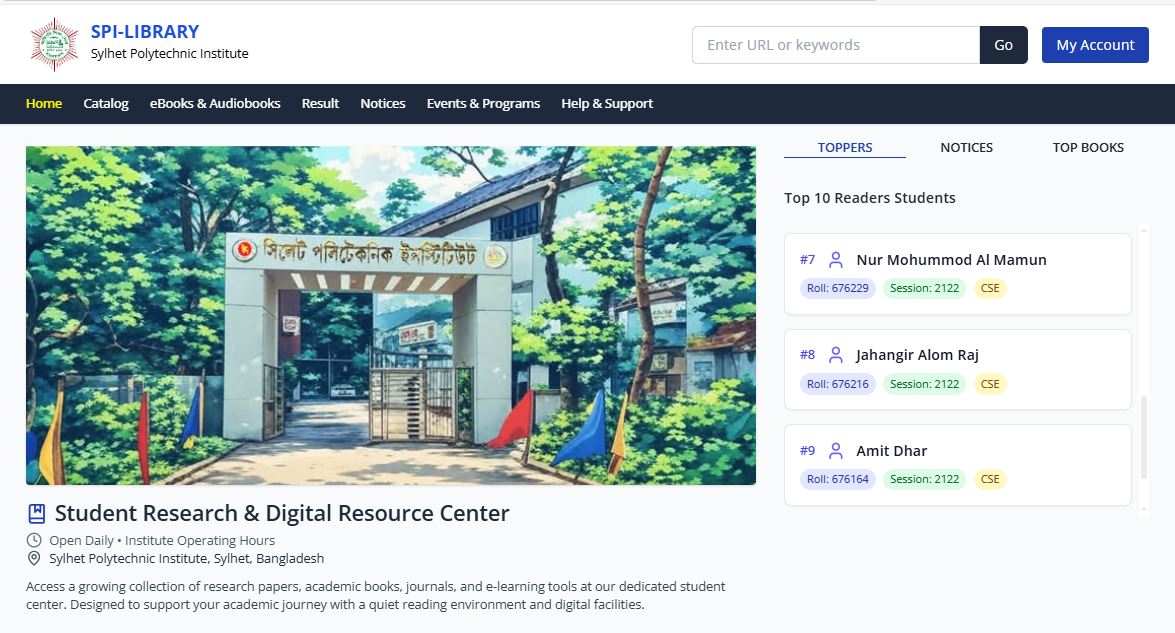 SPI-LIBRARY
Sylhet Polytechnic Institute
Enter URL or keywords
Go
My Account
Home
Catalog
eBooks & Audiobooks
Result
Notices
Events & Programs
Help & Support
সিলেট পলিটেকনিক ইন্সটিটিউট
Student Research & Digital Resource Center
Open Daily • Institute Operating Hours
Sylhet Polytechnic Institute, Sylhet, Bangladesh
Access a growing collection of research papers, academic books, journals, and e-learning tools at our dedicated student
center. Designed to support your academic journey with a quiet reading environment and digital facilities.
TOPPERS
NOTICES
TOP BOOKS
Top 10 Readers Students
#7 Nur Mohummod Al Mamun
Roll: 676229 Session: 2122 CSE
#8 Jahangir Alom Raj
Roll: 676216 Session: 2122 CSE
#9 Amit Dhar
Roll: 676164 Session: 2122 CSE